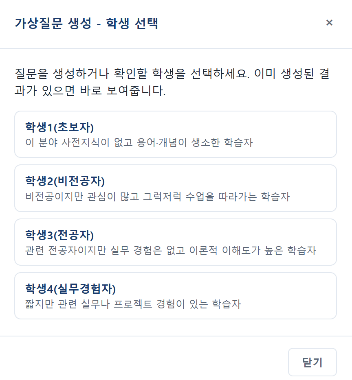 가상질문 생성 - 학생 선택
×
질문을 생성하거나 확인할 학생을 선택하세요. 이미 생성된 결
과가 있으면 바로 보여줍니다.
학생1(초보자)
이 분야 사전지식이 없고 용어·개념이 생소한 학습자
학생2(비전공자)
비전공이지만 관심이 많고 그럭저럭 수업을 따라가는 학습자
학생3(전공자)
관련 전공자이지만 실무 경험은 없고 이론적 이해도가 높은 학습자
학생4(실무경험자)
짧지만 관련 실무나 프로젝트 경험이 있는 학습자
닫기